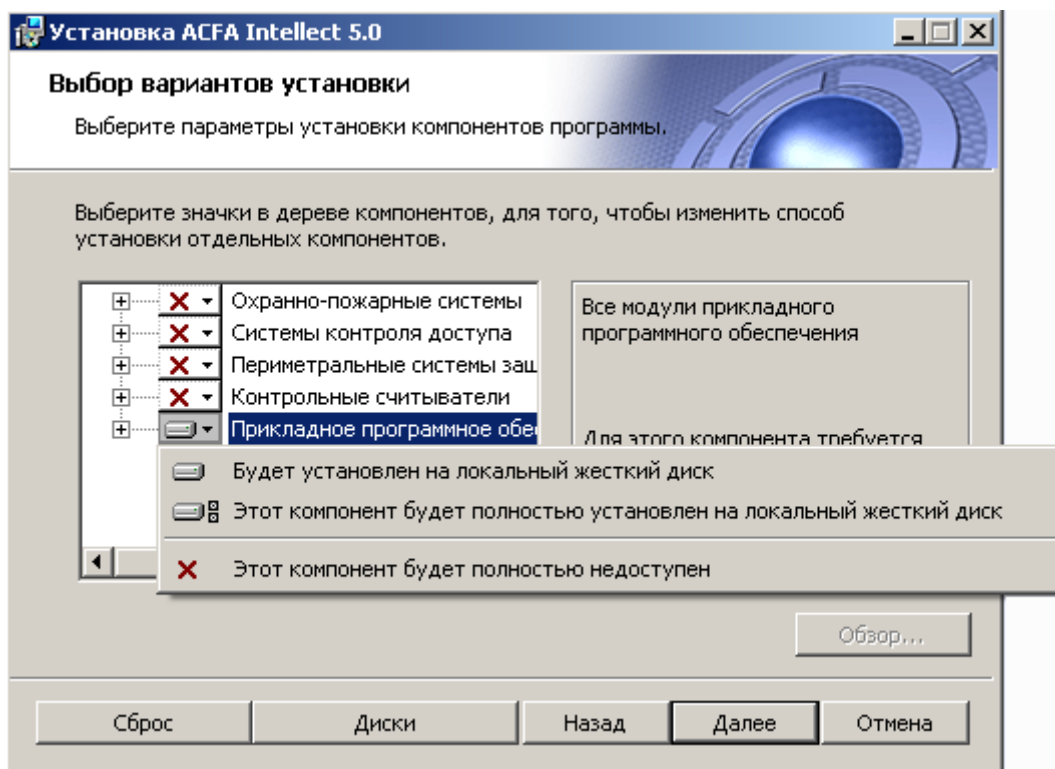 Установка ACFA Intellect 5.0
Выбор вариантов установки
Выберите параметры установки компонентов программы.
Выберите значки в дереве компонентов, для того, чтобы изменить способ
установки отдельных компонентов.
Охранно-пожарные системы
Системы контроля доступа
Периметральные системы защ
Контрольные считыватели
Прикладное программное обе
Все модули прикладного
программного обеспечения
Для этого компонента требуется
Будет установлен на локальный жесткий диск
Этот компонент будет полностью установлен на локальный жесткий диск
Этот компонент будет полностью недоступен
Обзор...
Сброс
Диски
Назад
Далее
Отмена